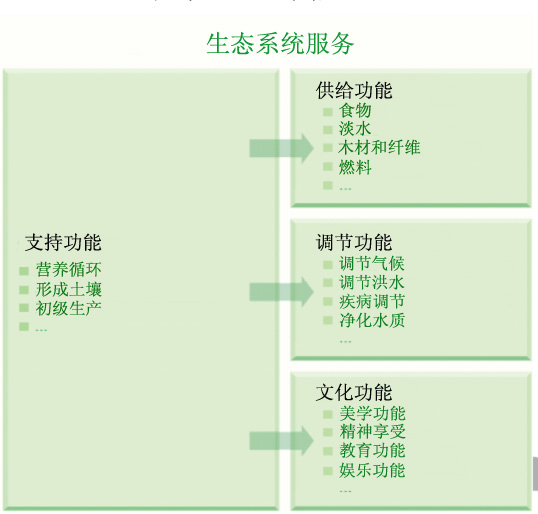 生态系统服务
支持功能
营养循环
形成土壤
初级生产
...
供给功能
食物
淡水
木材和纤维
燃料
...
调节功能
调节气候
调节洪水
疾病调节
净化水质
...
文化功能
美学功能
精神享受
教育功能
娱乐功能
...